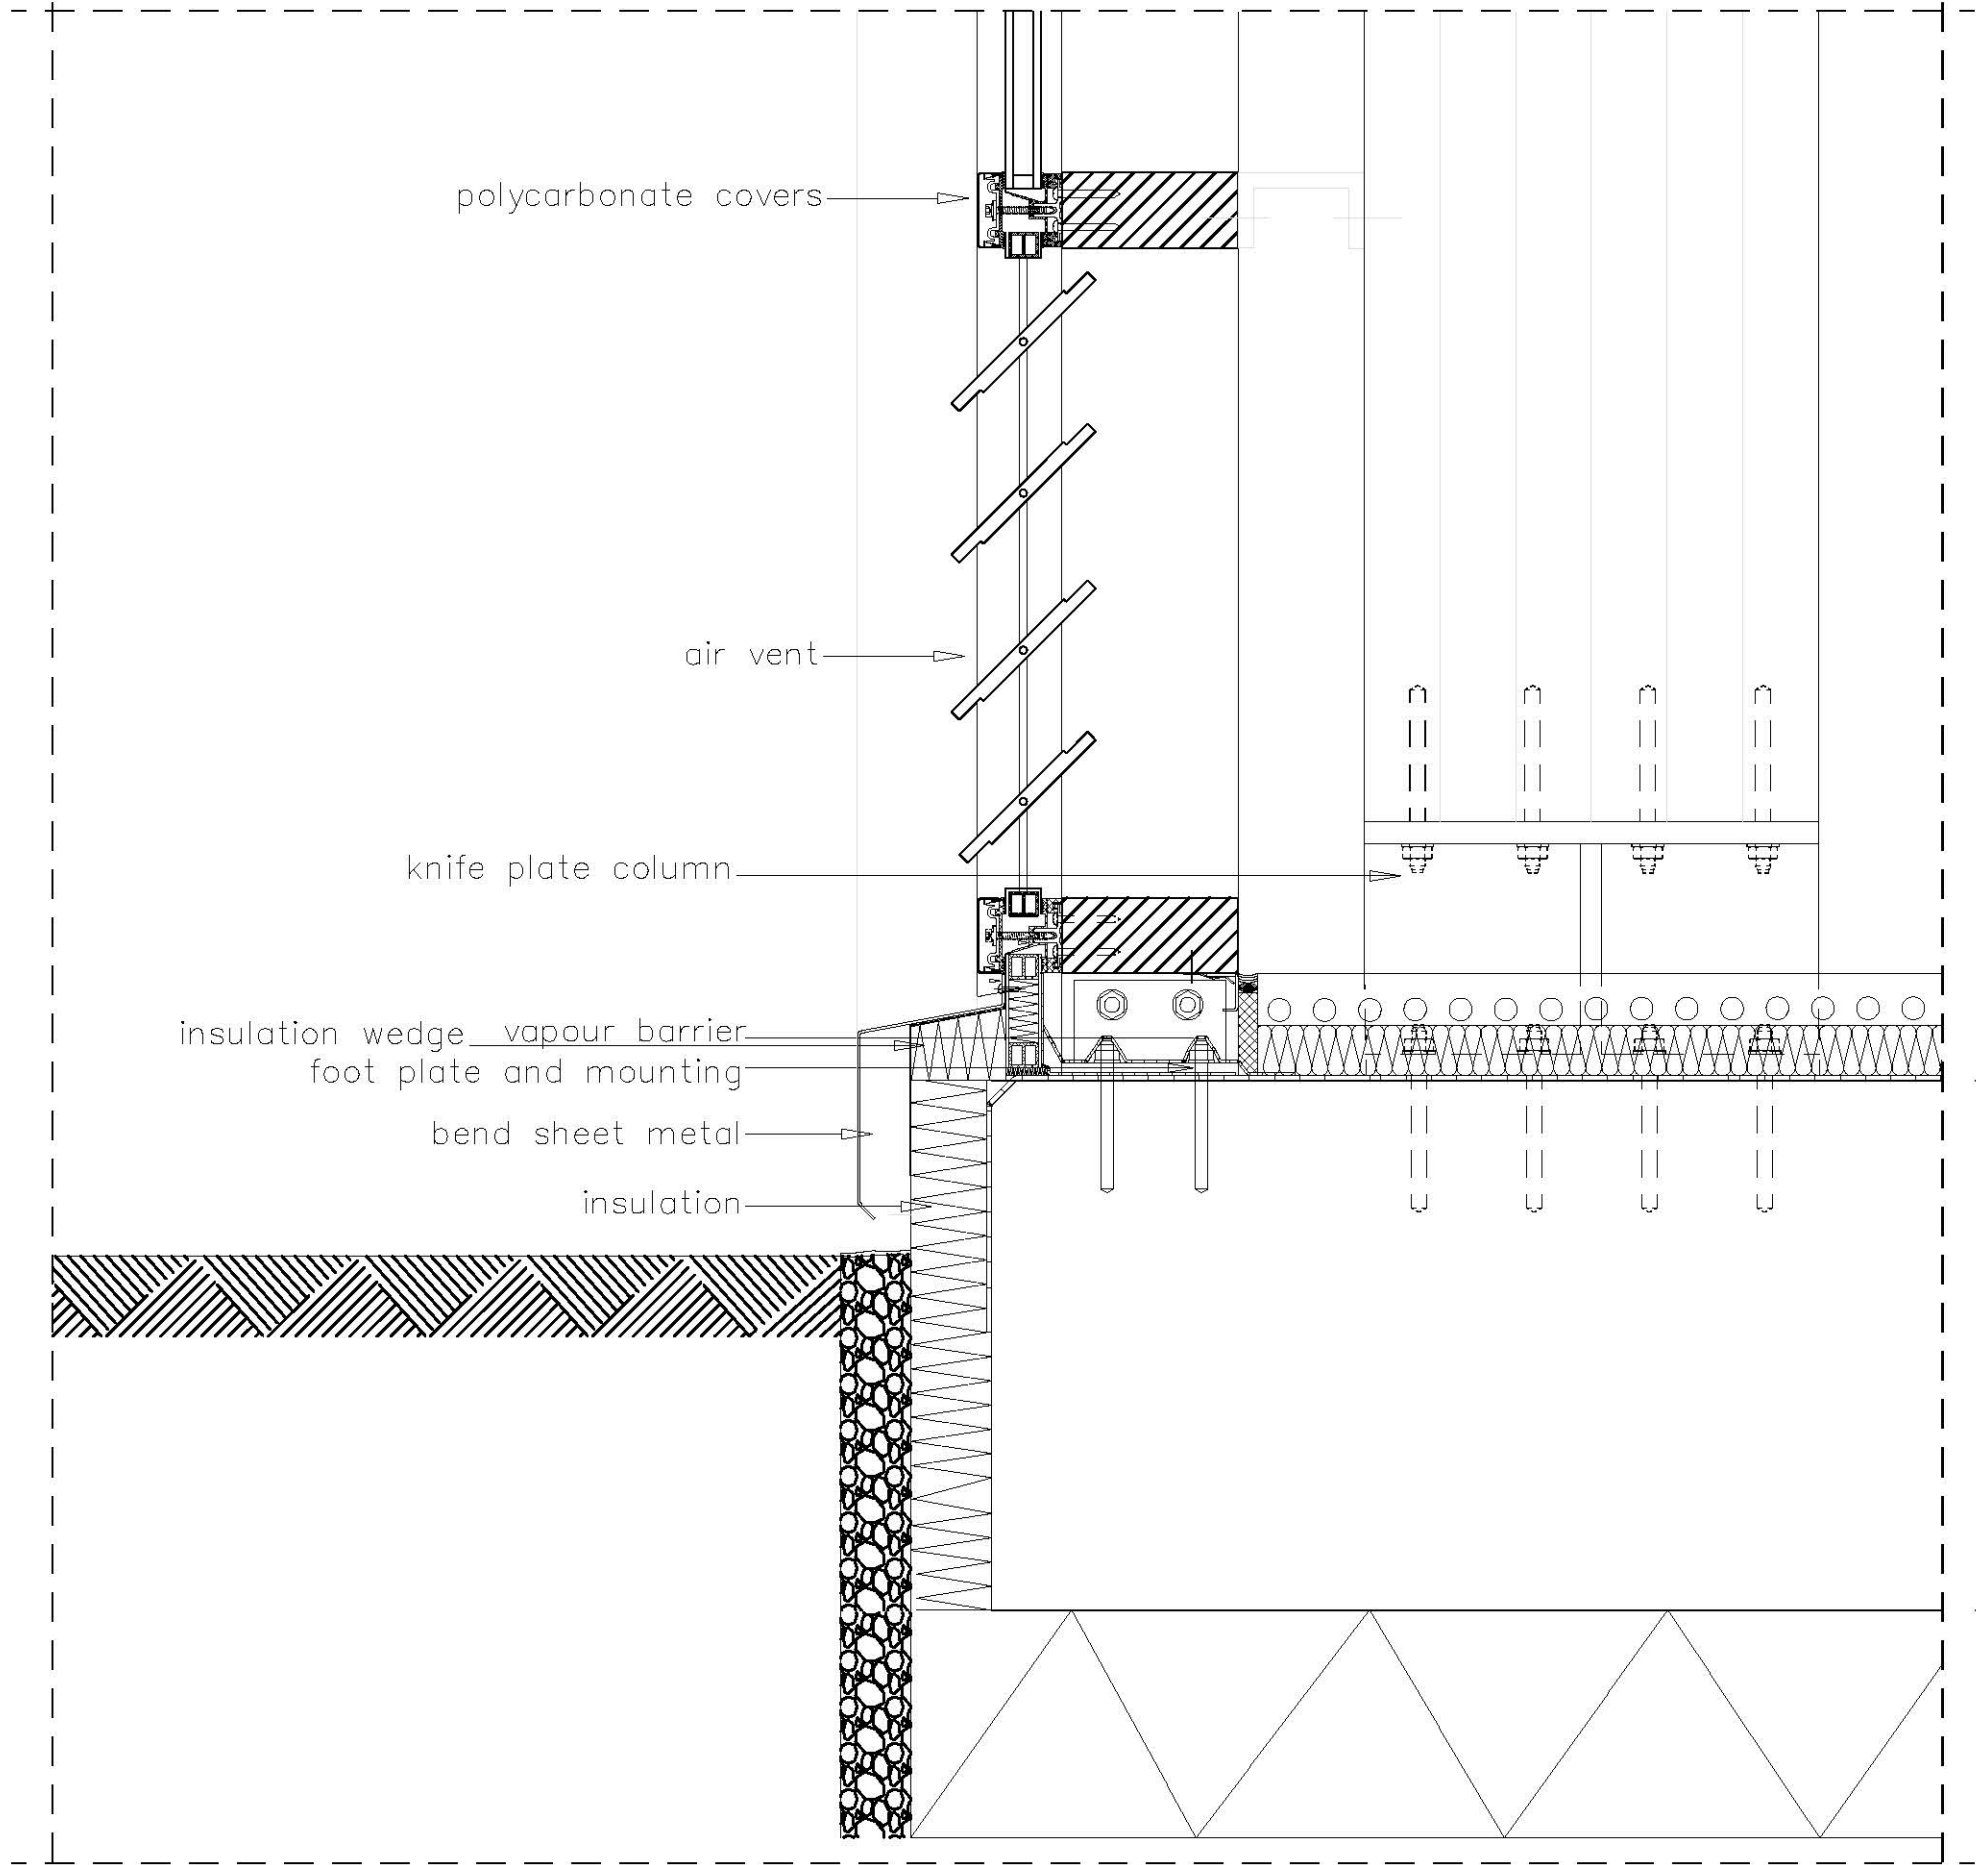 polycarbonate covers
air vent
knife plate column
insulation wedge
vapour barrier
foot plate and mounting
bend sheet metal
insulation